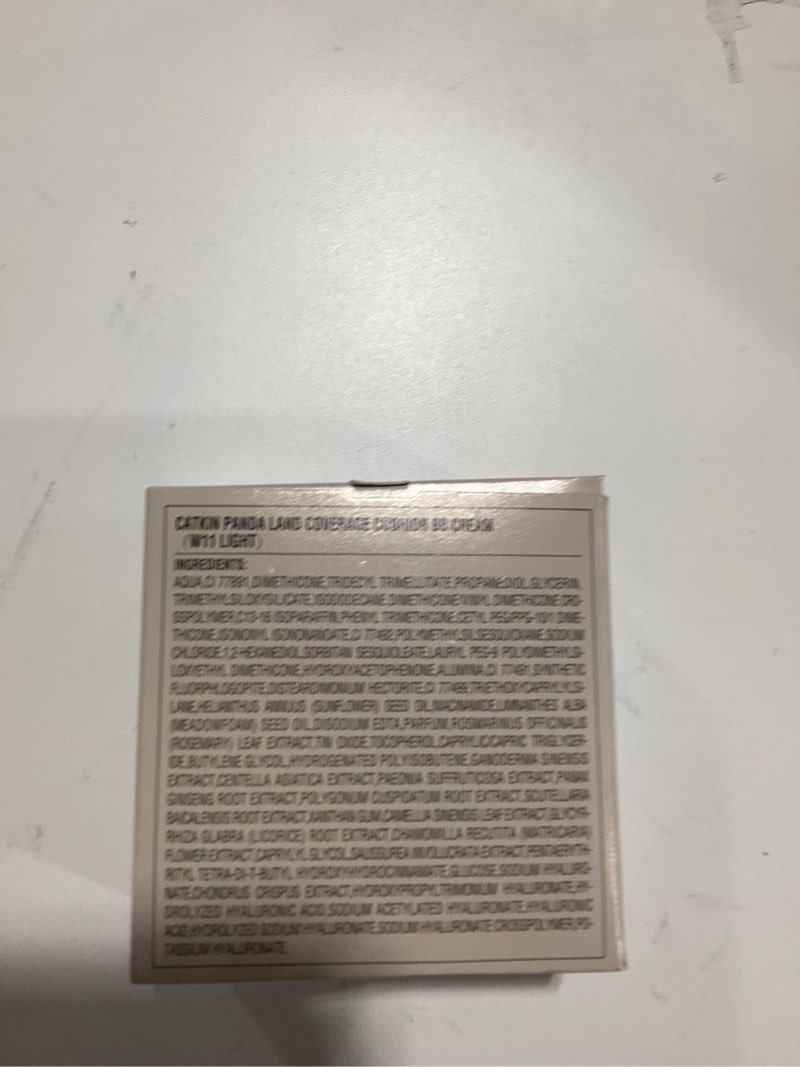 CATKIN PANDA LAND COVERAGE CUSHION BB CREAM
(W11 LIGHT)
INGREDIENTS:
AQUA,CI 77891,DIMETHICONE,TRIDECYL TRIMELLITATE,PROPANEDIOL,GLYCERIN,
TRIMETHYLSILOXYSILICATE,ISODODECANE,DIMETHICONE/VINYL DIMETHICONE CRO-
SSPOLYMER,C13-16 ISOPARAFFIN,PHENYL TRIMETHICONE,CETYL PEG/PPG-10/1 DIME-
THICONE,ISONONYL ISONONANOATE,CI 77492,POLYMETHYLSILSESQUIOXANE,SODIUM
CHLORIDE,1,2-HEXANEDIOL,SORBITAN SESQUIOLEATE,LAURYL PEG-9 POLYDIMETHYLSI-
LOXYETHYL DIMETHICONE,HYDROXYACETOPHENONE,ALUMINA,CI 77491,SYNTHETIC
FLUORPHLOGOPITE,DISTEARDIMONIUM HECTORITE,CI 77499,TRIETHOXYCAPRYLYLSI-
LANE,HELIANTHUS ANNUUS (SUNFLOWER) SEED OIL,NIACINAMIDE,LIMNANTHES ALBA
(MEADOWFOAM) SEED OIL,DISODIUM EDTA,PARFUM,ROSMARINUS OFFICINALIS
(ROSEMARY) LEAF EXTRACT,TIN OXIDE,TOCOPHEROL,CAPRYLIC/CAPRIC TRIGLYCER-
IDE,BUTYLENE GLYCOL,HYDROGENATED POLYISOBUTENE,GANODERMA SINENSIS
EXTRACT,CENTELLA ASIATICA EXTRACT,PAEONIA SUFFRUTICOSA EXTRACT,PANAX
GINSENG ROOT EXTRACT,POLYGONUM CUSPIDATUM ROOT EXTRACT,SCUTELLARIA
BAICALENSIS ROOT EXTRACT,XANTHAN GUM,CAMELLIA SINENSIS LEAF EXTRACT,GLYCYR-
RHIZA GLABRA (LICORICE) ROOT EXTRACT,CHAMOMILLA RECUTITA (MATRICARIA)
FLOWER EXTRACT,CAPRYLYL GLYCOL,SAUSSUREA INVOLUCRATA EXTRACT,PENTAERYTH-
RITYL TETRA-DI-T-BUTYL HYDROXYHYDROCINNAMATE,GLUCOSE,SODIUM HYALURO-
NATE,CHONDRUS CRISPUS EXTRACT,HYDROXYPROPYLTRIMONIUM HYALURONATE,HY-
DROLYZED HYALURONIC ACID,SODIUM ACETYLATED HYALURONATE,HYALURONIC
ACID,HYDROLYZED SODIUM HYALURONATE,SODIUM HYALURONATE CROSSPOLYMER,PO-
TASSIUM HYALURONATE